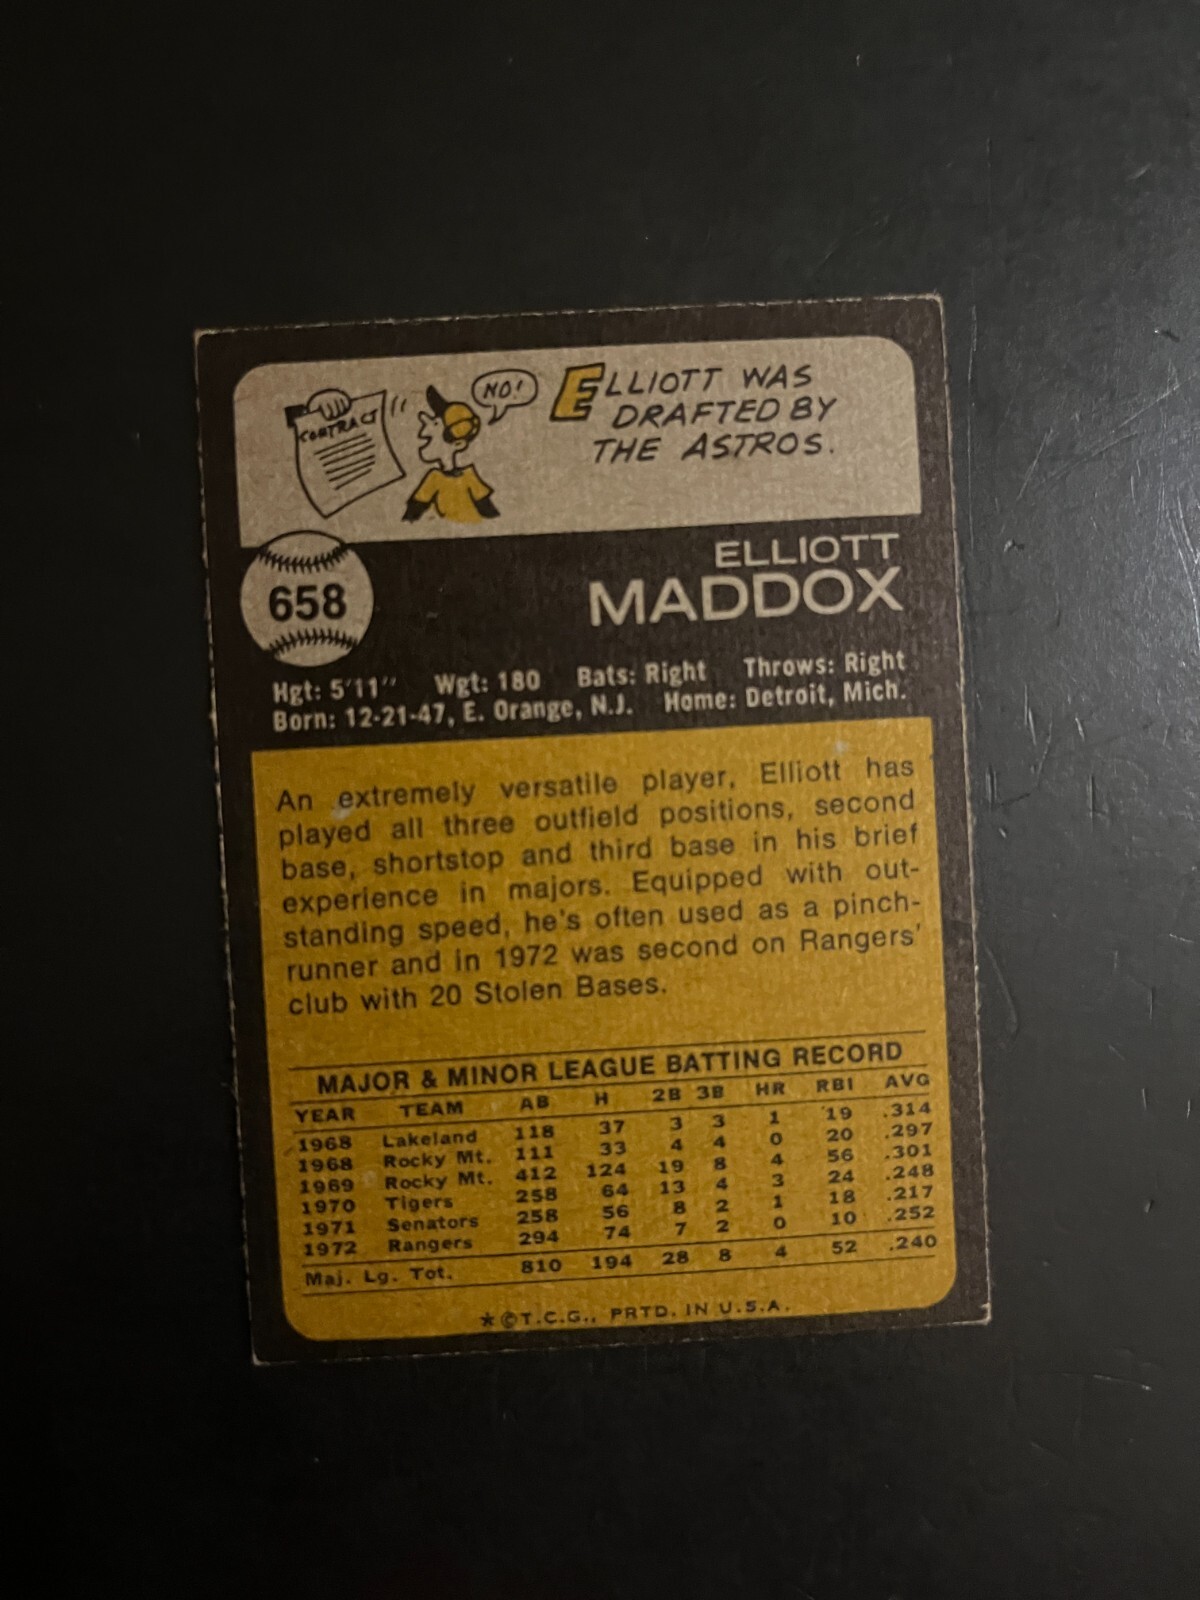 CONTRACT
NO!
ELLIOTT WAS
DRAFTED BY
THE ASTROS.
658
ELLIOTT
MADDOX
Hgt: 5'11" Wgt: 180 Bats: Right Throws: Right
Born: 12-21-47, E. Orange, N.J. Home: Detroit, Mich.
An extremely versatile player, Elliott has
played all three outfield positions, second
base, shortstop and third base in his brief
experience in majors. Equipped with out-
standing speed, he's often used as a pinch-
runner and in 1972 was second on Rangers'
club with 20 Stolen Bases.
MAJOR & MINOR LEAGUE BATTING RECORD
YEAR TEAM AB H 2B 3B HR RBI AVG
1968 Lakeland 118 37 3 3 1 19 .314
1968 Rocky Mt. 111 33 4 4 0 20 .297
1969 Rocky Mt. 412 124 19 8 4 56 .301
1970 Tigers 258 64 13 4 3 24 .248
1971 Senators 258 56 8 2 1 18 .217
1972 Rangers 294 74 7 2 0 10 .252
Maj. Lg. Tot. 810 194 28 8 4 52 .240
*©T.C.G., PRTD. IN U.S.A.